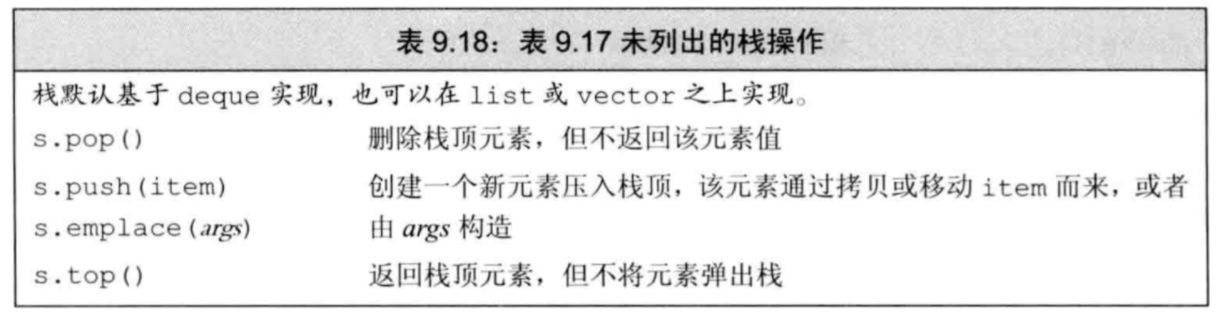 表 9.18：表 9.17 未列出的栈操作
栈默认基于 deque 实现，也可以在 list 或 vector 之上实现。
s.pop() 删除栈顶元素，但不返回该元素值
s.push(item) 创建一个新元素压入栈顶，该元素通过拷贝或移动 item 而来，或者
s.emplace(args) 由 args 构造
s.top() 返回栈顶元素，但不将元素弹出栈